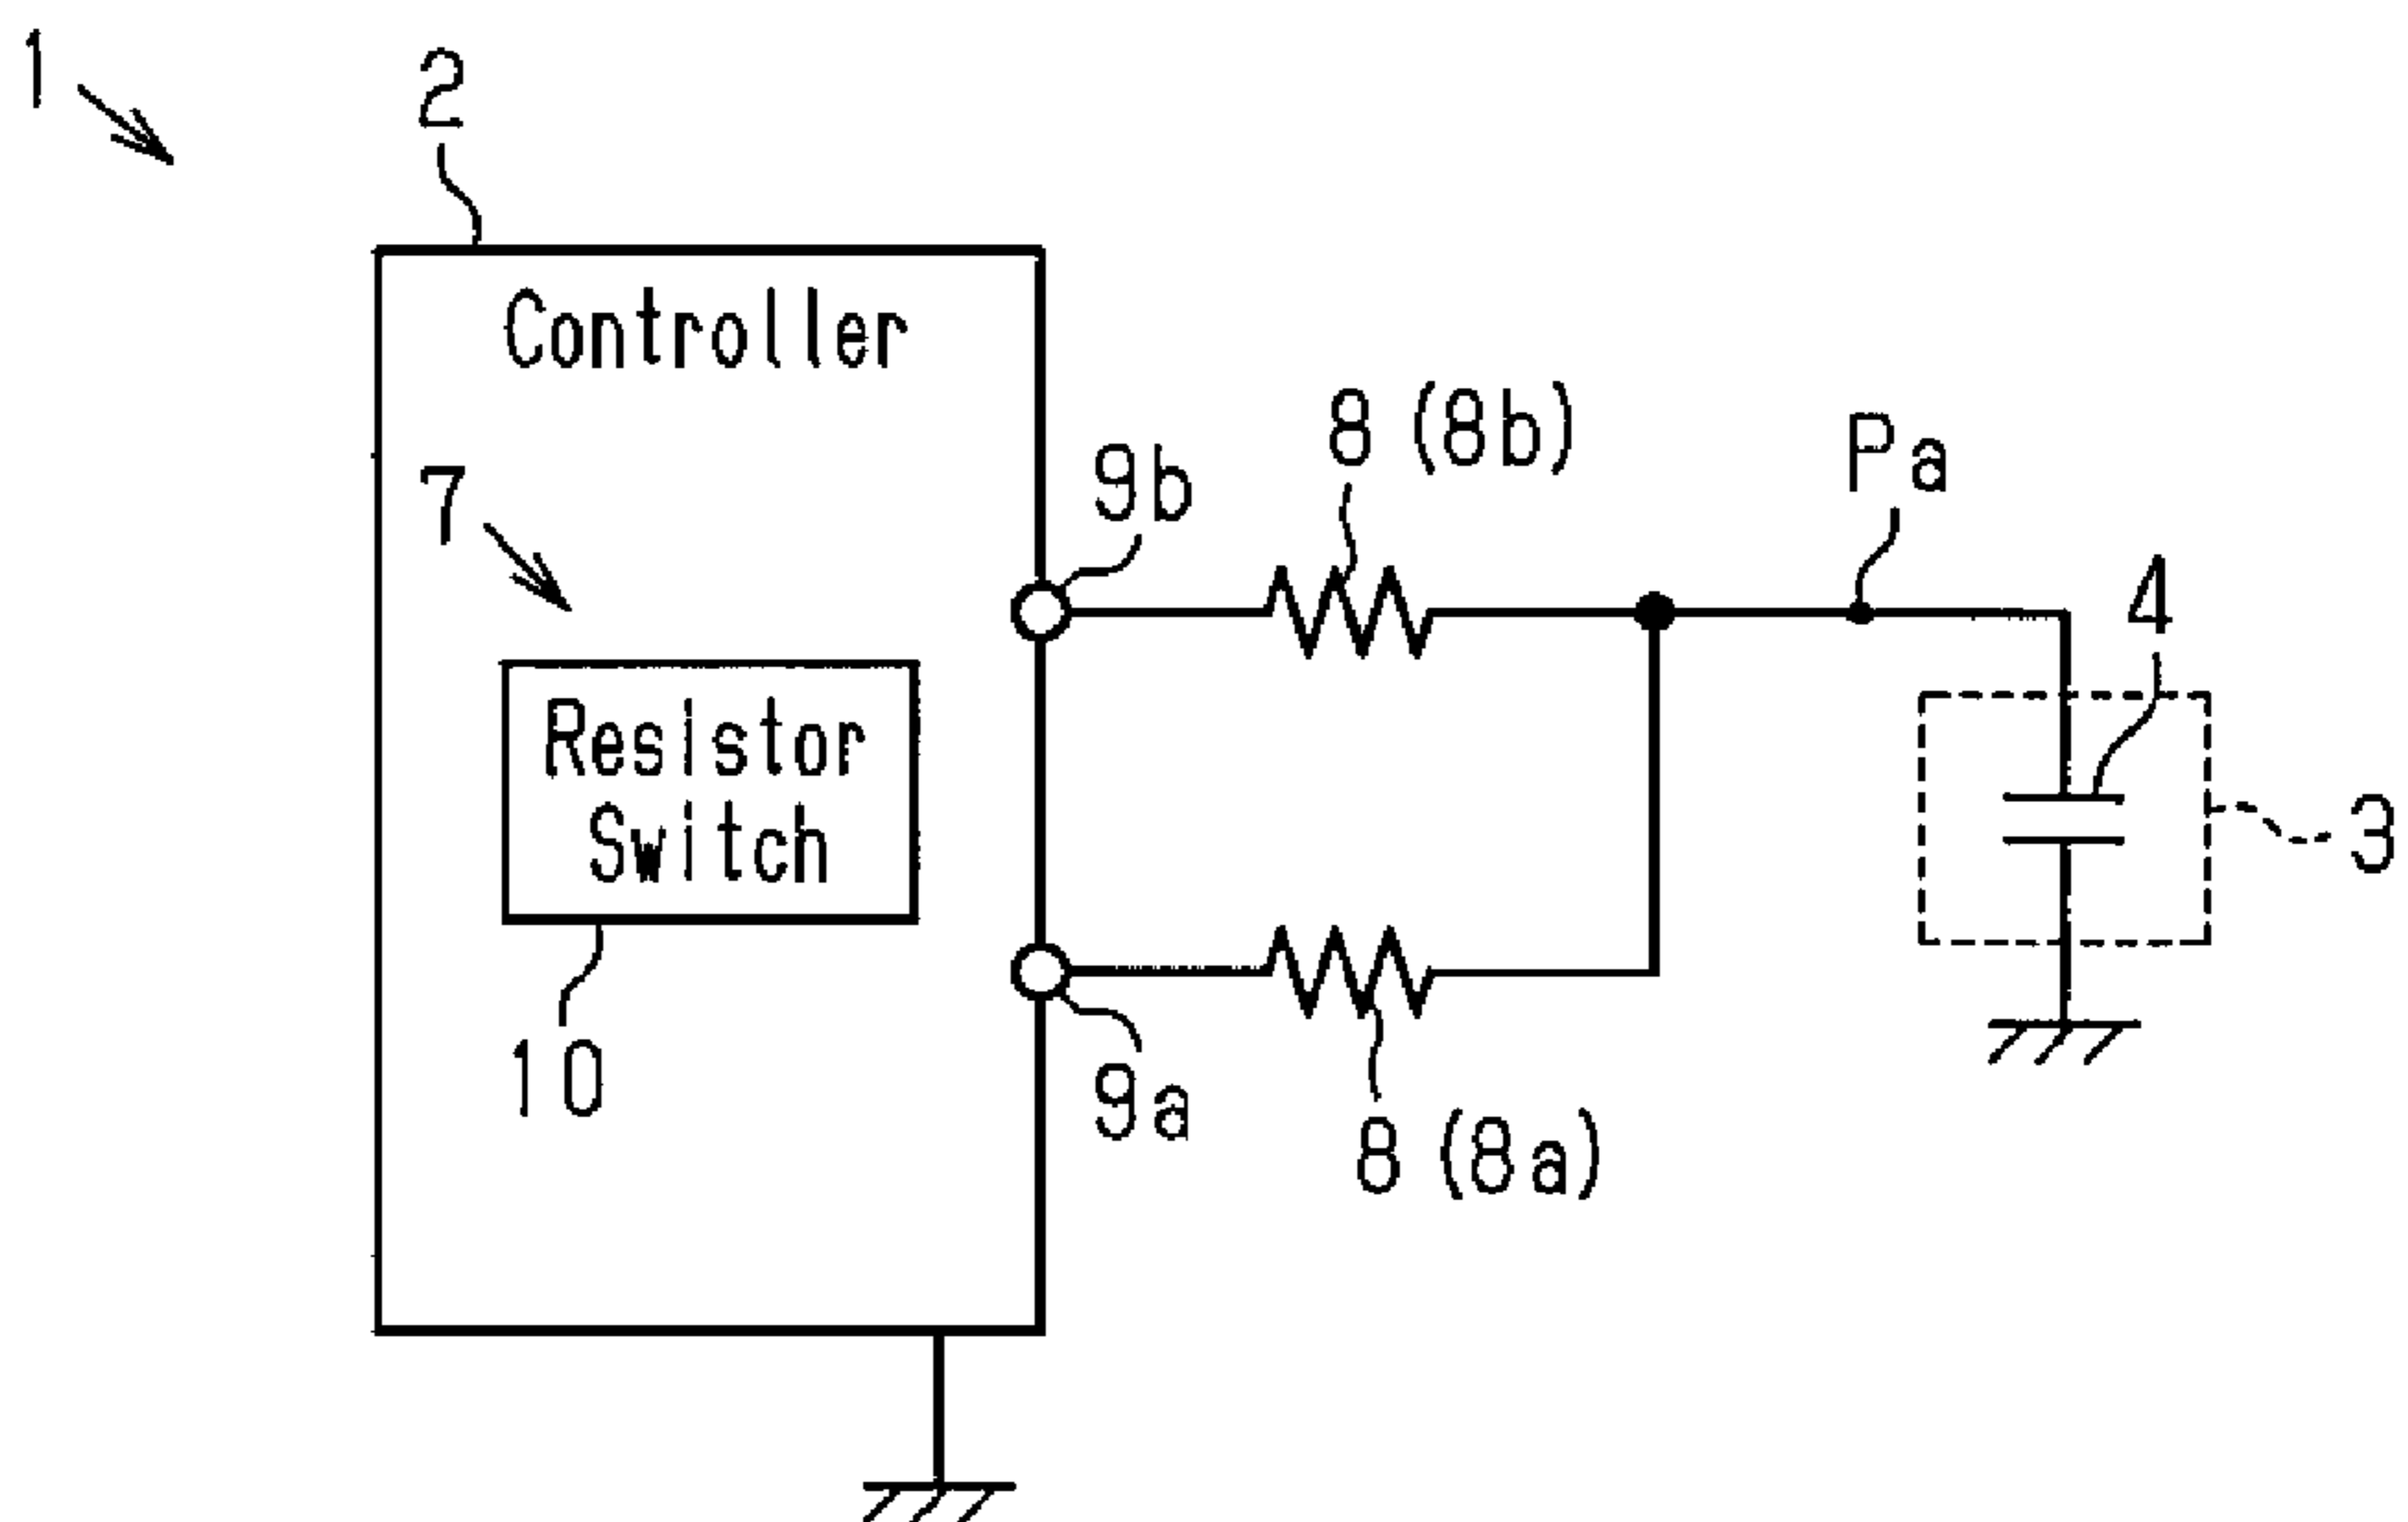 1
2
Controller
8 (8b)
Pa
9b
7
4
Resistor
Switch
3
10
9a
8 (8a)